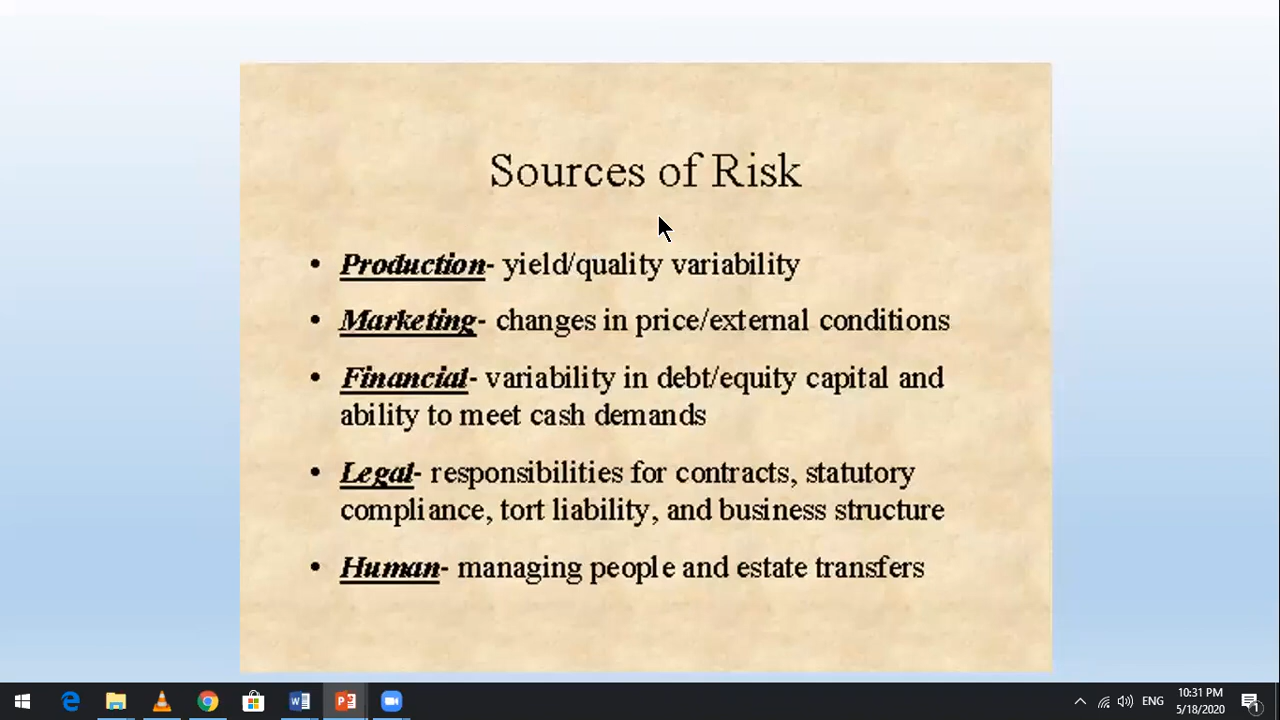 Sources of Risk
• Production- yield/quality variability
• Marketing- changes in price/external conditions
• Financial- variability in debt/equity capital and
ability to meet cash demands
• Legal- responsibilities for contracts, statutory
compliance, tort liability, and business structure
• Human- managing people and estate transfers
ENG
10:31 PM
5/18/2020
1